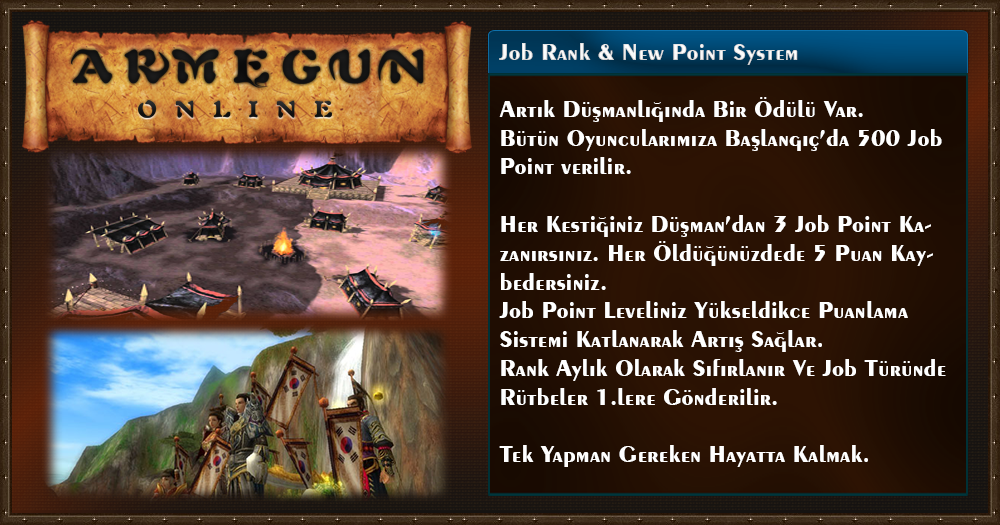 ARMEGUN
ONLINE
Job Rank & New Point System
Artık Düşmanlığında Bir Ödülü Var.
Bütün Oyuncularımıza Başlangıç'da 500 Job
Point verilir.
Her Kestiğiniz Düşman'dan 3 Job Point Ka-
zanırsınız. Her Öldüğünüzdede 5 Puan Kay-
bedersiniz.
Job Point Leveliniz Yükseldikce Puanlama
Sistemi Katlanarak Artış Sağlar.
Rank Aylık Olarak Sıfırlanır Ve Job Türünde
Rütbeler 1.lere Gönderilir.
Tek Yapman Gereken Hayatta Kalmak.